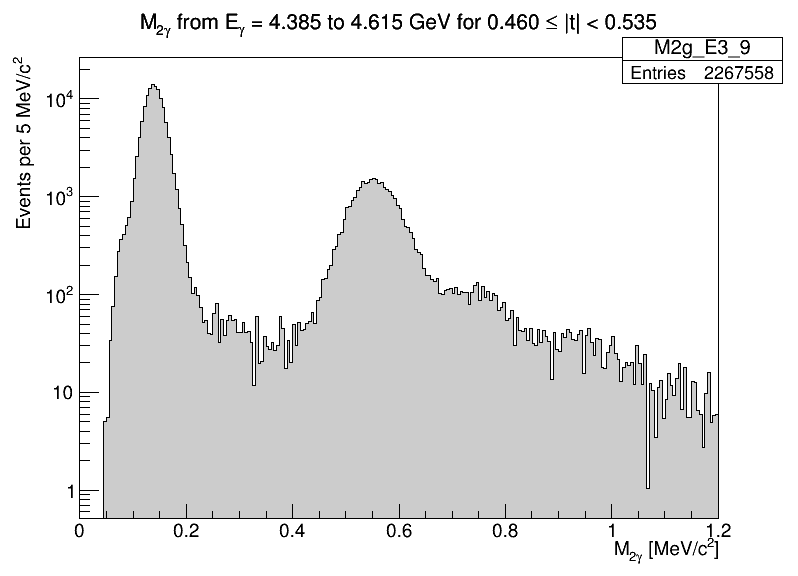 M2γ from Eγ = 4.385 to 4.615 GeV for 0.460 ≤ |t| < 0.535
M2g_E3_9
Entries 2267558
Events per 5 MeV/c²
10⁴
10³
10²
10
1
0 0.2 0.4 0.6 0.8 1 1.2
M2γ [MeV/c²]